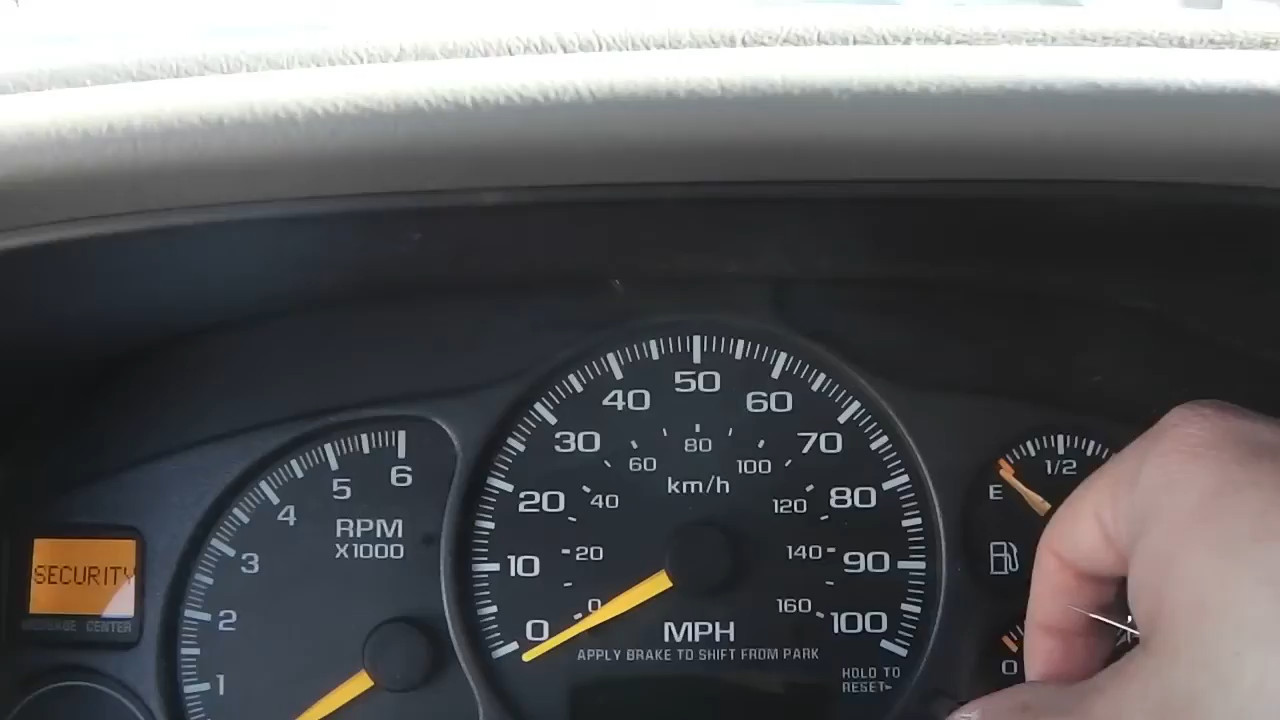 SECURITY
MESSAGE CENTER
1
2
3
4
5
6
RPM
X1000
0
10
20
30
40
50
60
70
80
90
100
0
20
40
60
80
100
120
140
160
km/h
MPH
APPLY BRAKE TO SHIFT FROM PARK
HOLD TO
RESET
E
1/2
0